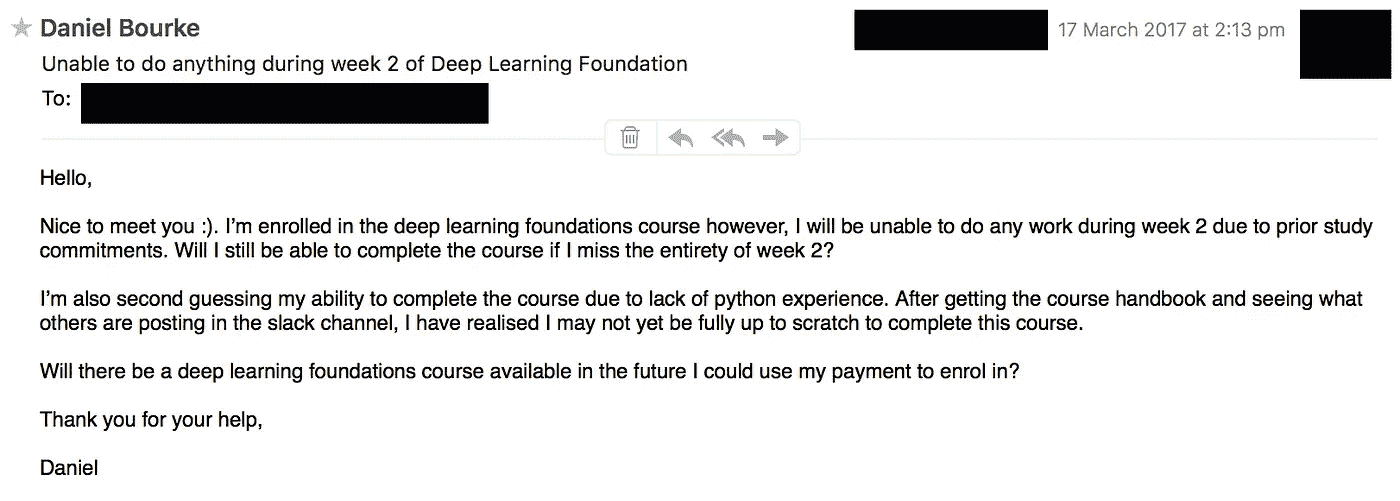 Daniel Bourke
17 March 2017 at 2:13 pm
Unable to do anything during week 2 of Deep Learning Foundation
To:
Hello,
Nice to meet you :). I'm enrolled in the deep learning foundations course however, I will be unable to do any work during week 2 due to prior study
commitments. Will I still be able to complete the course if I miss the entirety of week 2?
I'm also second guessing my ability to complete the course due to lack of python experience. After getting the course handbook and seeing what
others are posting in the slack channel, I have realised I may not yet be fully up to scratch to complete this course.
Will there be a deep learning foundations course available in the future I could use my payment to enrol in?
Thank you for your help,
Daniel